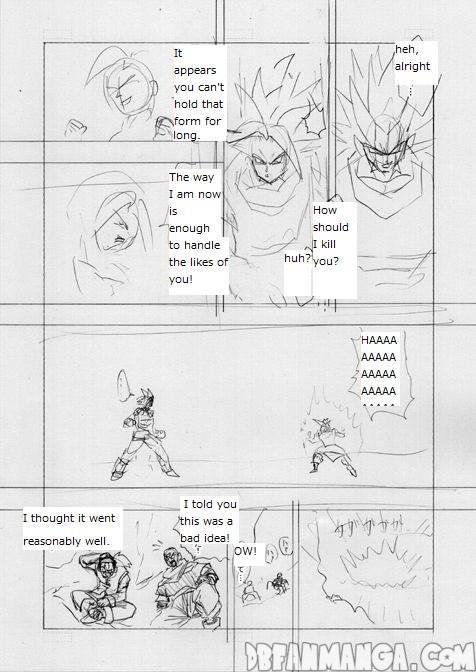 It
appears
you can't
hold that
form for
long.
heh,
alright
The way
I am now
is
enough
to handle
the likes of
you!
huh?
How
should
I kill
you?
HAAAA
AAAAA
AAAAA
AAAAA
I thought it went
reasonably well.
I told you
this was a
bad idea!
OW!
DBFANMANGA.COM